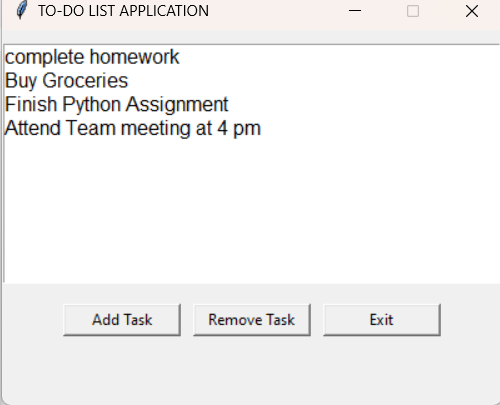 TO-DO LIST APPLICATION
complete homework
Buy Groceries
Finish Python Assignment
Attend Team meeting at 4 pm
Add Task Remove Task Exit